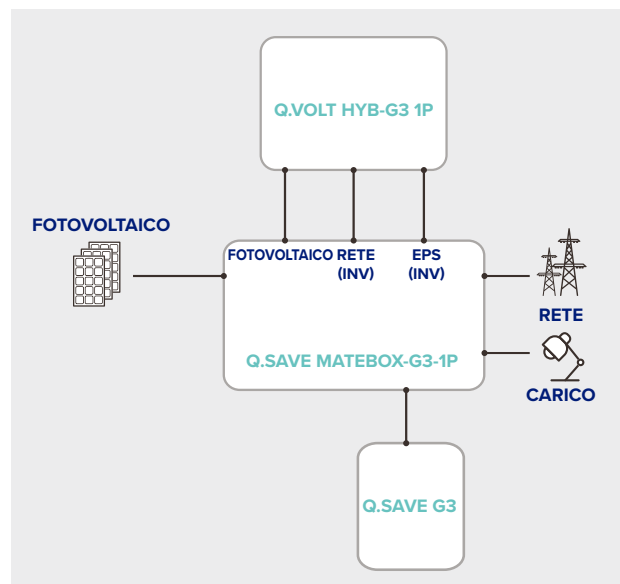 Q.VOLT HYB-G3 1P
FOTOVOLTAICO
FOTOVOLTAICO RETE (INV)
EPS (INV)
RETE
Q.SAVE MATEBOX-G3-1P
CARICO
Q.SAVE G3